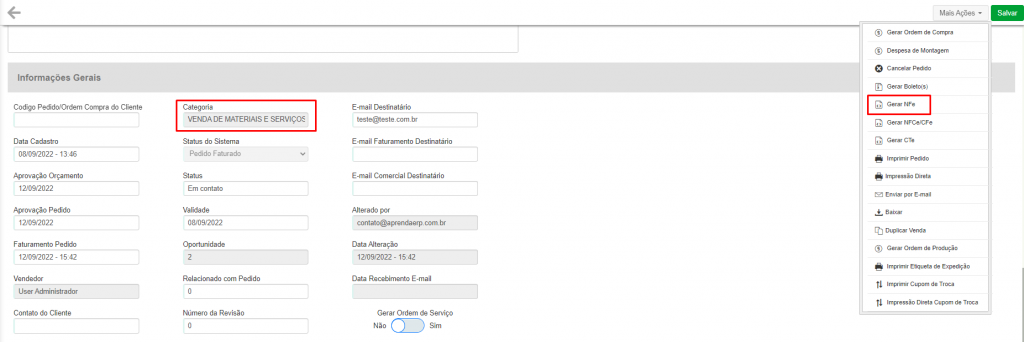 Mais Ações
Salvar
Gerar Ordem de Compra
Despesa de Montagem
Cancelar Pedido
Gerar Boleto(s)
Gerar NFe
Gerar NFCe/CFe
Gerar CTe
Imprimir Pedido
Impressão Direta
Enviar por E-mail
Baixar
Duplicar Venda
Gerar Ordem de Produção
Imprimir Etiqueta de Expedição
Imprimir Cupom de Troca
Impressão Direta Cupom de Troca
Informações Gerais
Codigo Pedido/Ordem Compra do Cliente
Categoria
VENDA DE MATERIAIS E SERVIÇOS
E-mail Destinatário
teste@teste.com.br
Data Cadastro
08/09/2022 - 13:46
Status do Sistema
Pedido Faturado
E-mail Faturamento Destinatário
Aprovação Orçamento
12/09/2022
Status
Em contato
E-mail Comercial Destinatário
Aprovação Pedido
12/09/2022
Validade
08/09/2022
Alterado por
contato@aprendaerp.com.br
Faturamento Pedido
12/09/2022 - 15:42
Oportunidade
2
Data Alteração
12/09/2022 - 15:42
Vendedor
User Administrador
Relacionado com Pedido
0
Data Recebimento E-mail
Contato do Cliente
Número da Revisão
0
Gerar Ordem de Serviço
Não Sim